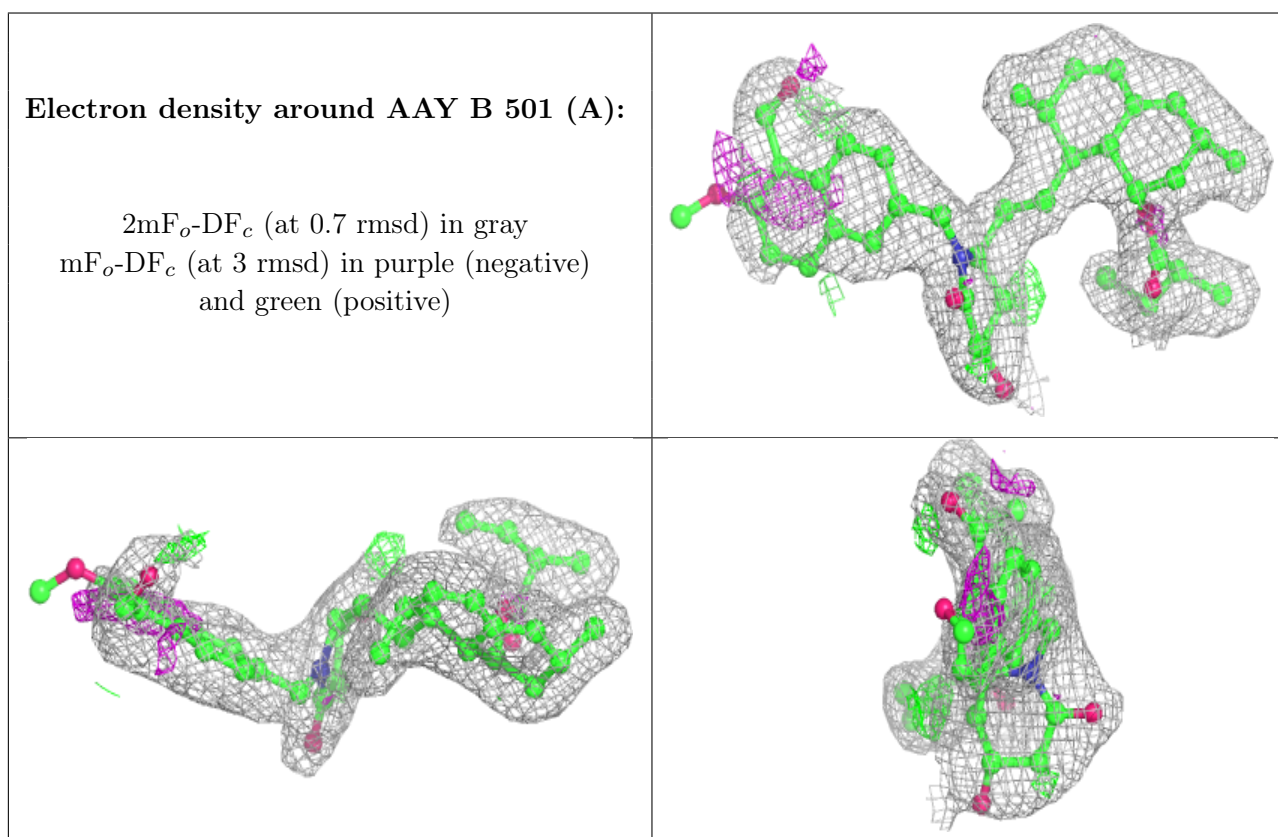 Electron density around AAY B 501 (A):
2mFₒ-DF𝑐 (at 0.7 rmsd) in gray
mFₒ-DF𝑐 (at 3 rmsd) in purple (negative)
and green (positive)